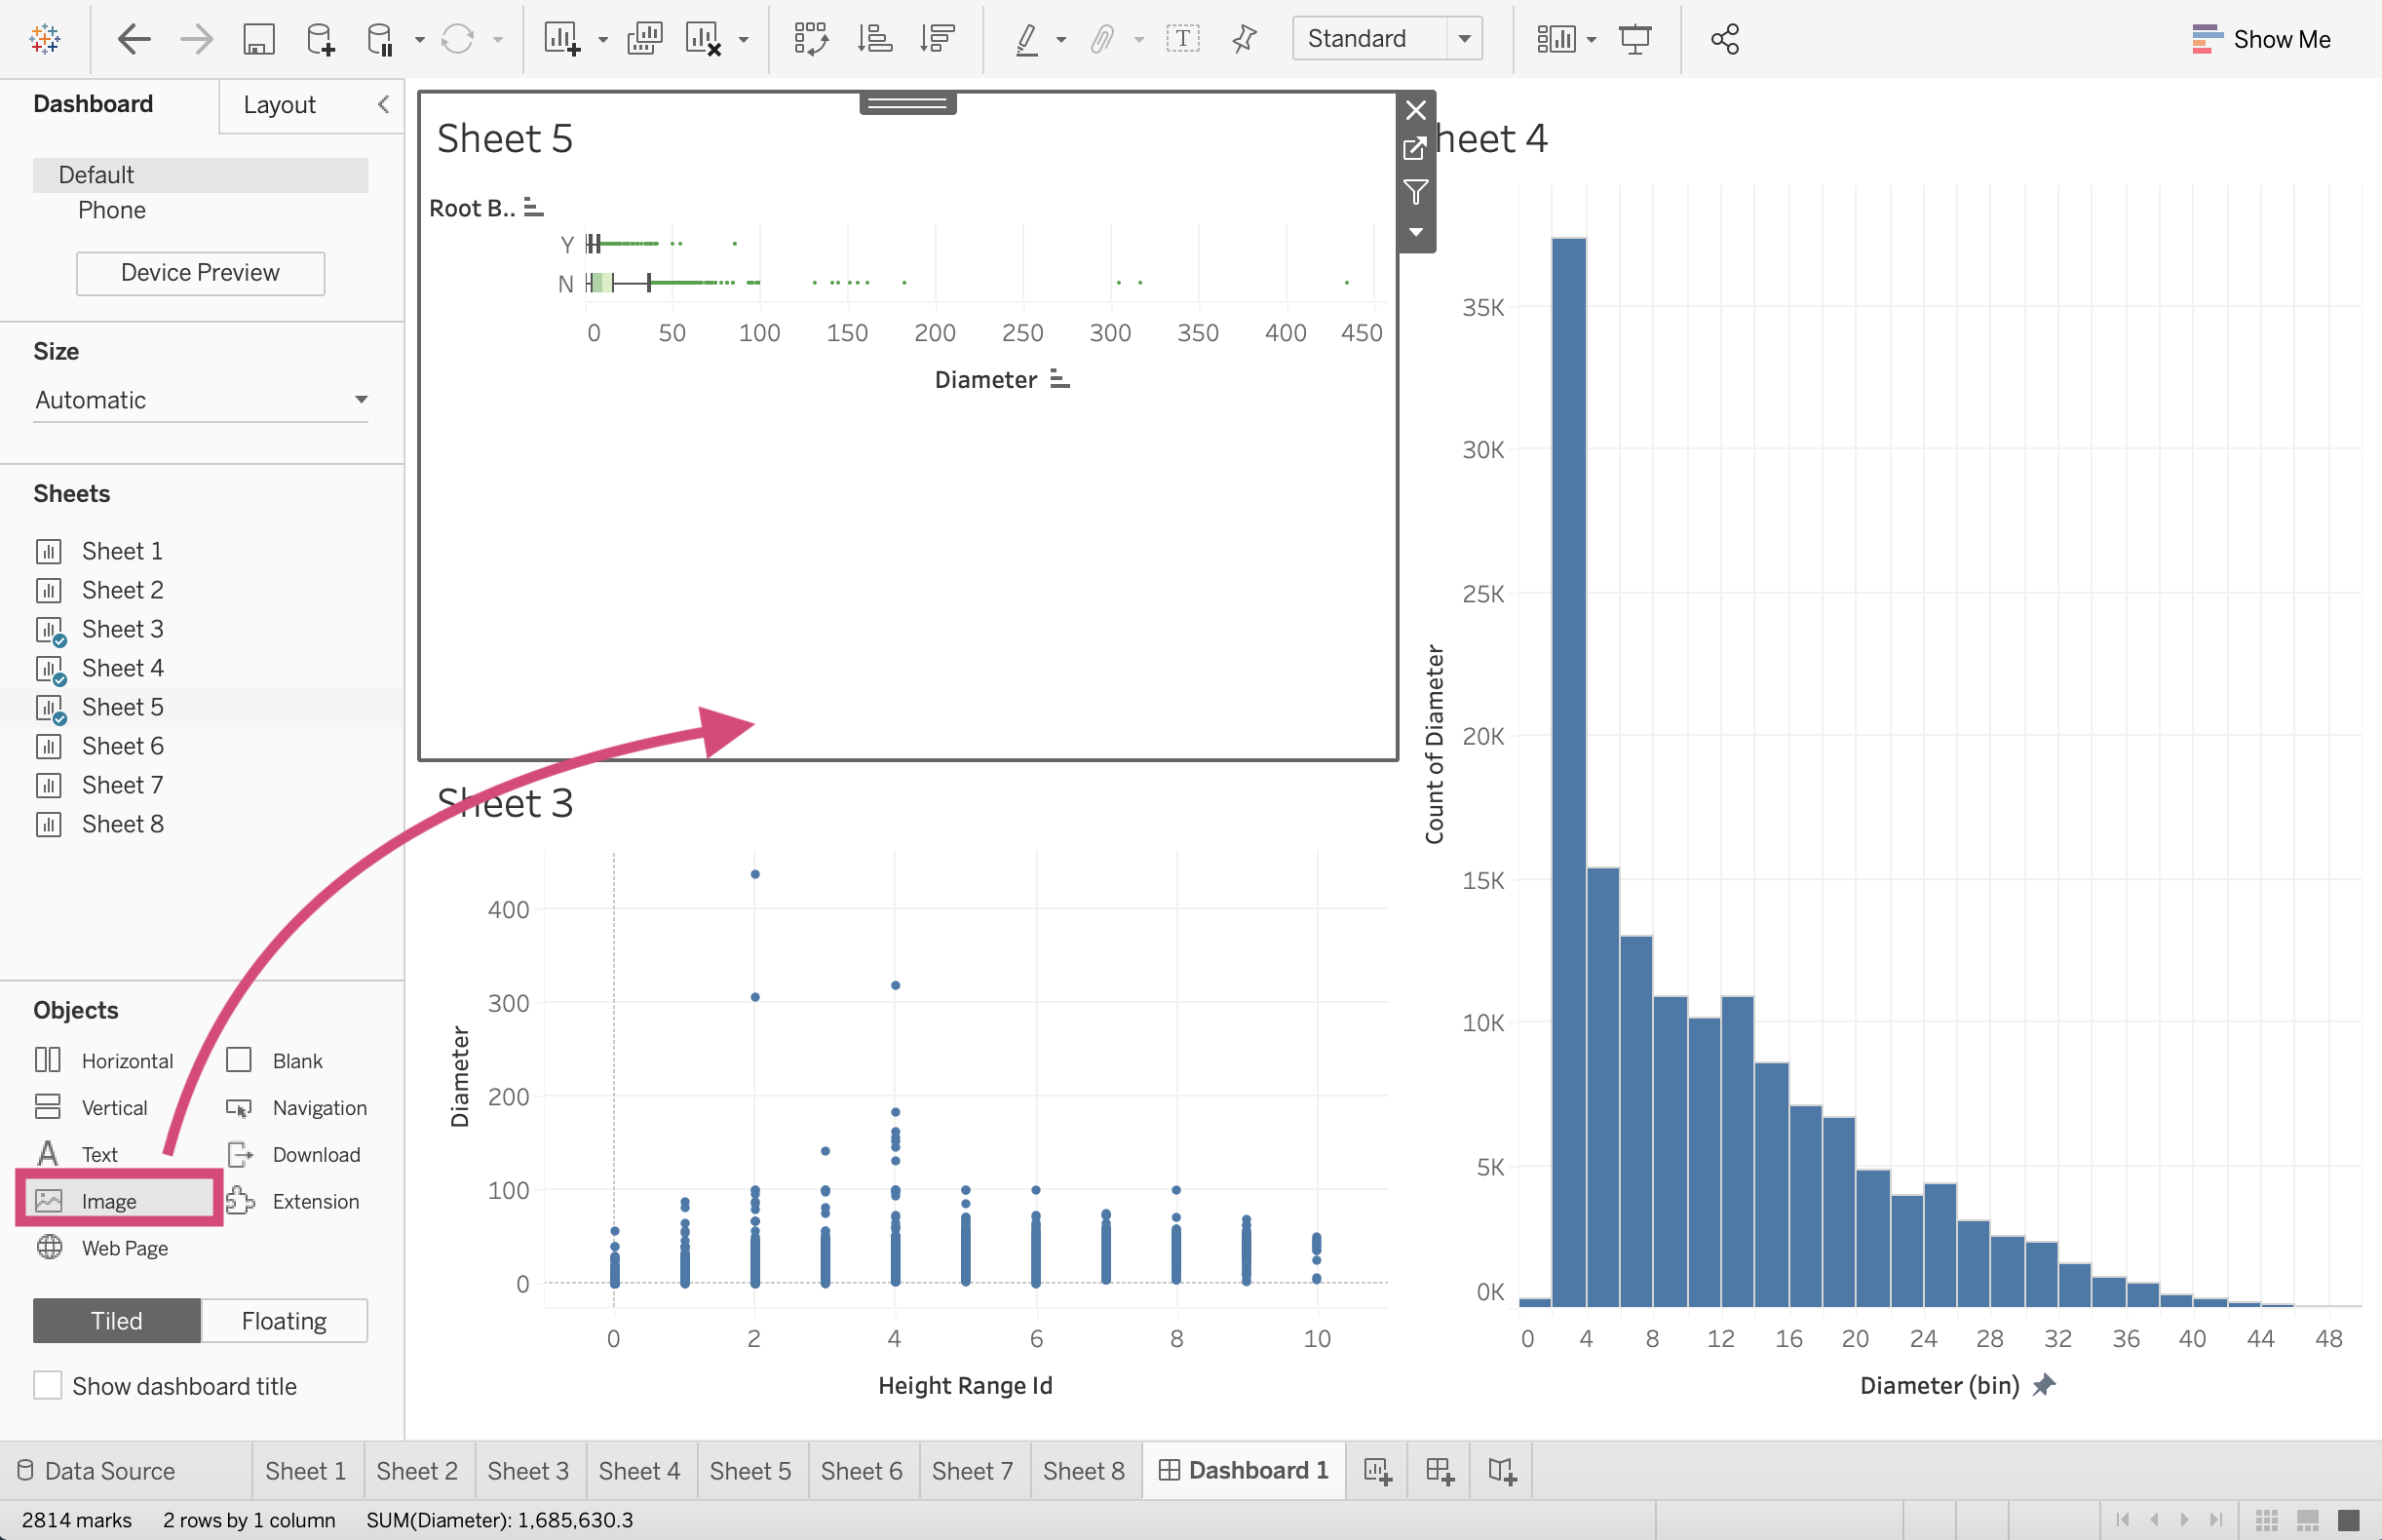 Standard
Show Me
Dashboard
Layout
Default
Phone
Device Preview
Size
Automatic
Sheets
Sheet 1
Sheet 2
Sheet 3
Sheet 4
Sheet 5
Sheet 6
Sheet 7
Sheet 8
Objects
Horizontal
Blank
Vertical
Navigation
A Text
Download
Image
Extension
Web Page
Tiled
Floating
Show dashboard title
Sheet 5
Root B..
Y
N
0 50 100 150 200 250 300 350 400 450
Diameter
Sheet 3
400
300
200
100
0
Diameter
0 2 4 6 8 10
Height Range Id
heet 4
35K
30K
25K
20K
15K
10K
5K
0K
Count of Diameter
0 4 8 12 16 20 24 28 32 36 40 44 48
Diameter (bin)
Data Source
Sheet 1
Sheet 2
Sheet 3
Sheet 4
Sheet 5
Sheet 6
Sheet 7
Sheet 8
Dashboard 1
2814 marks
2 rows by 1 column
SUM(Diameter): 1,685,630.3